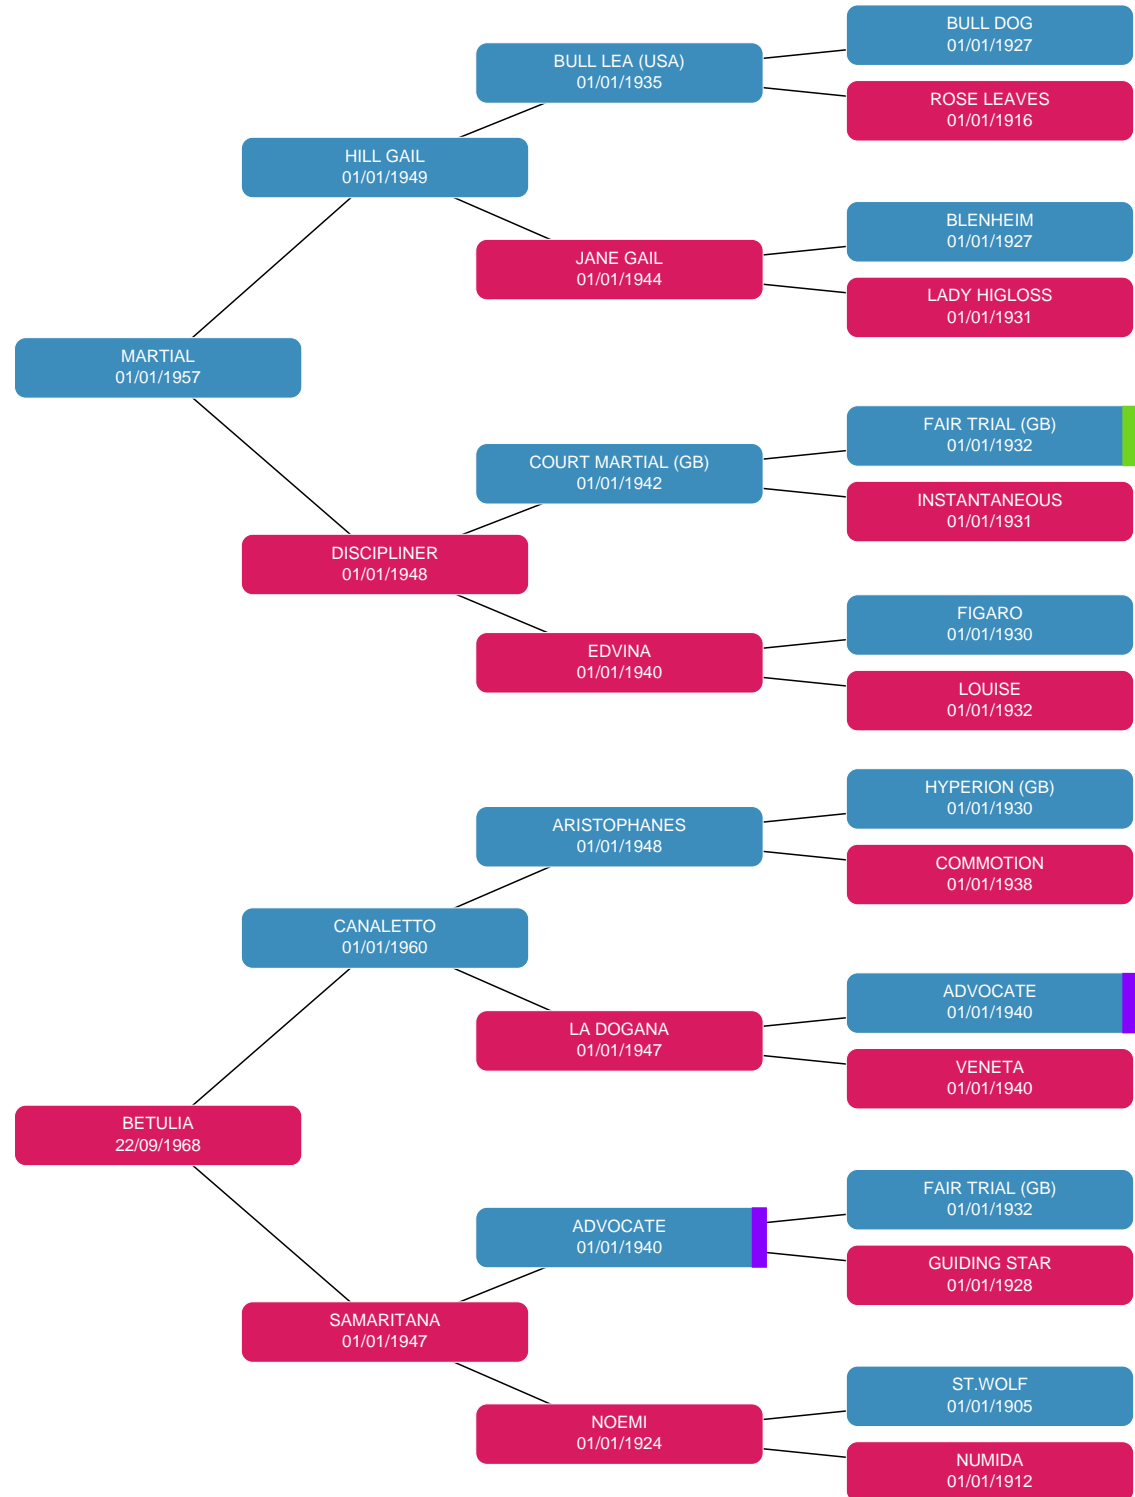 BULL DOG
01/01/1927
BULL LEA (USA)
01/01/1935
ROSE LEAVES
01/01/1916
HILL GAIL
01/01/1949
BLENHEIM
01/01/1927
JANE GAIL
01/01/1944
LADY HIGLOSS
01/01/1931
MARTIAL
01/01/1957
FAIR TRIAL (GB)
01/01/1932
COURT MARTIAL (GB)
01/01/1942
INSTANTANEOUS
01/01/1931
DISCIPLINER
01/01/1948
FIGARO
01/01/1930
EDVINA
01/01/1940
LOUISE
01/01/1932
HYPERION (GB)
01/01/1930
ARISTOPHANES
01/01/1948
COMMOTION
01/01/1938
CANALETTO
01/01/1960
ADVOCATE
01/01/1940
LA DOGANA
01/01/1947
VENETA
01/01/1940
BETULIA
22/09/1968
FAIR TRIAL (GB)
01/01/1932
ADVOCATE
01/01/1940
GUIDING STAR
01/01/1928
SAMARITANA
01/01/1947
ST.WOLF
01/01/1905
NOEMI
01/01/1924
NUMIDA
01/01/1912